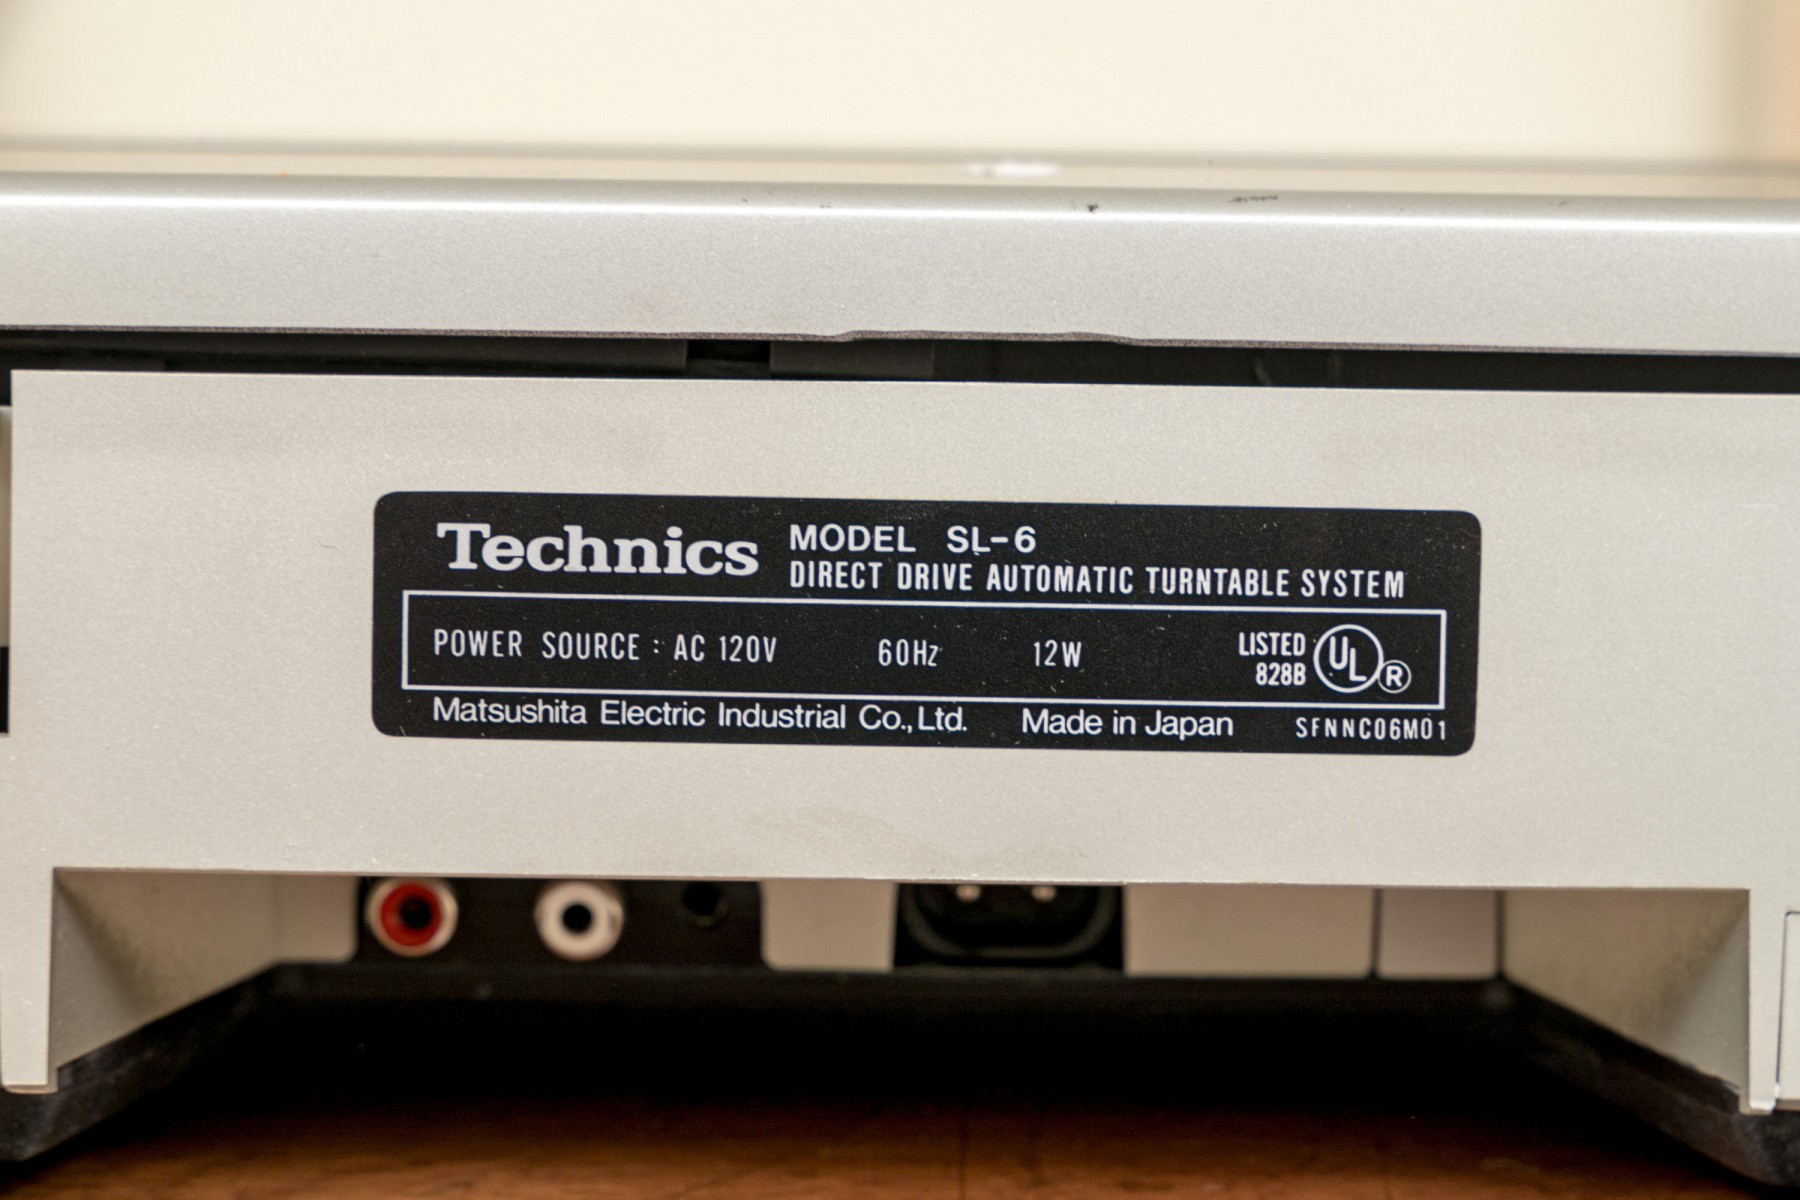 Technics MODEL SL-6
DIRECT DRIVE AUTOMATIC TURNTABLE SYSTEM
POWER SOURCE : AC 120V 60Hz 12W LISTED 828B UL R
Matsushita Electric Industrial Co., Ltd. Made in Japan SFNNC06M01